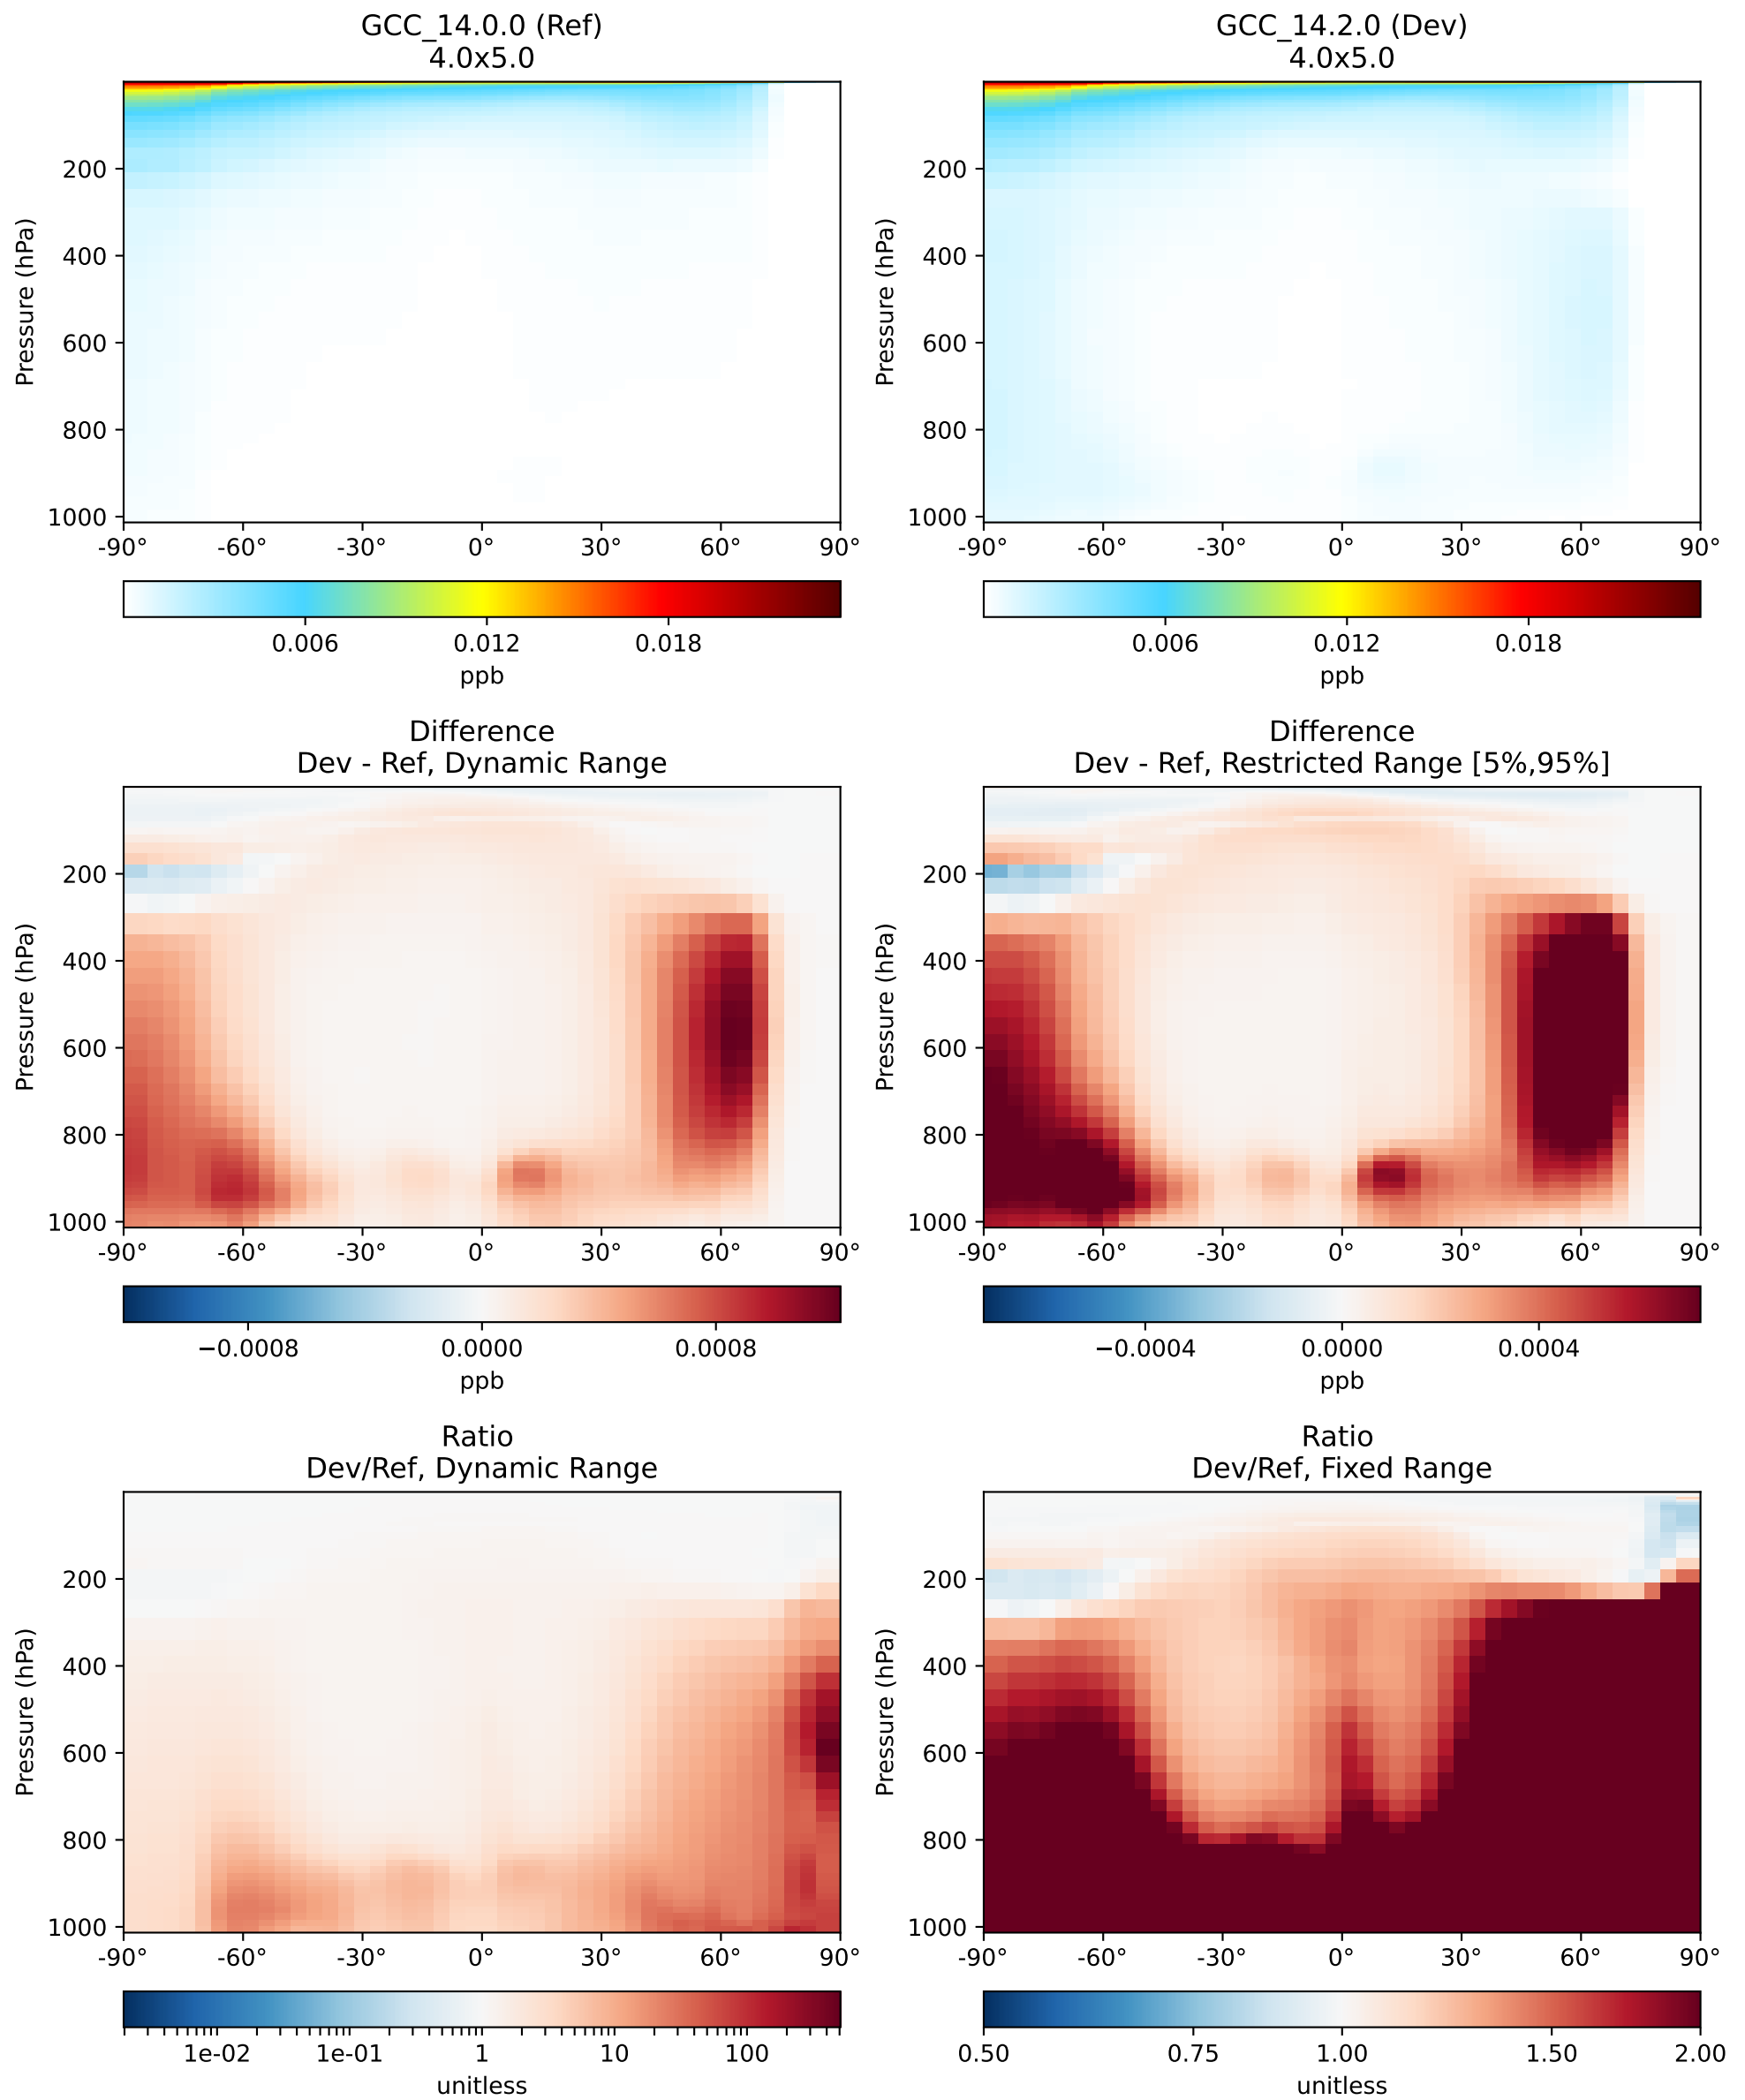 GCC_14.0.0 (Ref)
4.0x5.0
GCC_14.2.0 (Dev)
4.0x5.0
Pressure (hPa)
200
400
600
800
1000
-90° -60° -30° 0° 30° 60° 90°
0.006 0.012 0.018
ppb
Pressure (hPa)
200
400
600
800
1000
-90° -60° -30° 0° 30° 60° 90°
0.006 0.012 0.018
ppb
Difference
Dev - Ref, Dynamic Range
Pressure (hPa)
200
400
600
800
1000
-90° -60° -30° 0° 30° 60° 90°
−0.0008 0.0000 0.0008
ppb
Difference
Dev - Ref, Restricted Range [5%,95%]
Pressure (hPa)
200
400
600
800
1000
-90° -60° -30° 0° 30° 60° 90°
−0.0004 0.0000 0.0004
ppb
Ratio
Dev/Ref, Dynamic Range
Pressure (hPa)
200
400
600
800
1000
-90° -60° -30° 0° 30° 60° 90°
1e-02 1e-01 1 10 100
unitless
Ratio
Dev/Ref, Fixed Range
Pressure (hPa)
200
400
600
800
1000
-90° -60° -30° 0° 30° 60° 90°
0.50 0.75 1.00 1.50 2.00
unitless